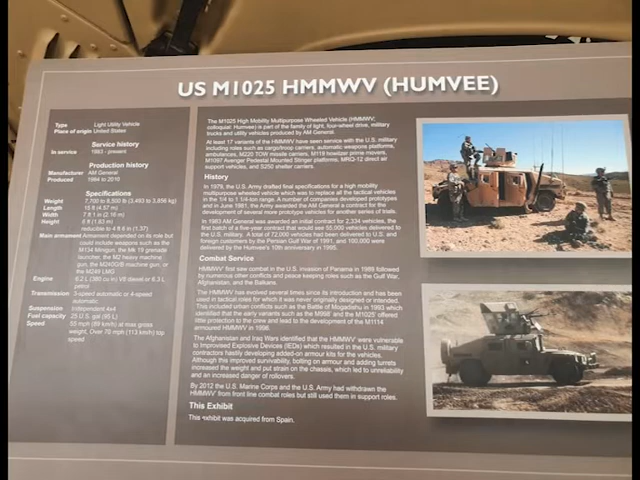 US M1025 HMMWV (HUMVEE)
Type Light Utility Vehicle
Place of origin United States
Service history
In service 1983 - present
Production history
Manufacturer AM General
Produced 1984 to 2010
Specifications
Weight 7,700 to 8,500 lb (3,493 to 3,856 kg)
Length 15 ft (4.57 m)
Width 7 ft 1 in (2.16 m)
Height 6 ft (1.83 m)
reducible to 4 ft 6 in (1.37)
Main armament Armament depended on its role but
could include weapons such as the
M134 Minigun, the Mk 19 grenade
launcher, the M2 heavy machine
gun, the M240G/B machine gun, or
the M249 LMG
Engine 6.2 L (380 cu in) V8 diesel or 6.3 L
petrol
Transmission 3-speed automatic or 4-speed
automatic
Suspension Independent 4x4
Fuel capacity 25 U.S. gal (95 L)
Speed 55 mph (89 km/h) at max gross
weight, Over 70 mph (113 km/h) top
speed
The M1025 High Mobility Multipurpose Wheeled Vehicle (HMMWV;
colloquial: Humvee) is part of the family of light, four-wheel drive, military
trucks and utility vehicles produced by AM General.
At least 17 variants of the HMMWV have seen service with the U.S. military
including roles such as cargo/troop carriers, automatic weapons platforms,
ambulances, M220 TOW missile carriers, M119 howitzer prime movers,
M1097 Avenger Pedestal Mounted Stinger platforms, MRQ-12 direct air
support vehicles, and S250 shelter carriers.
History
In 1979, the U.S. Army drafted final specifications for a high mobility
multipurpose wheeled vehicle which was to replace all the tactical vehicles
in the 1/4 to 1 1/4-ton range. A number of companies developed prototypes
and in June 1981, the Army awarded the AM General a contract for the
development of several more prototype vehicles for another series of trials.
In 1983 AM General was awarded an initial contract for 2,334 vehicles, the
first batch of a five-year contract that would see 55,000 vehicles delivered
to the U.S. military. A total of 72,000 vehicles had been delivered to U.S. and
foreign customers by the Persian Gulf War of 1991, and 100,000 were
delivered by the Humvee's 10th anniversary in 1995.
Combat Service
HMMWV' first saw combat in the U.S. invasion of Panama in 1989 followed
by numerous other conflicts and peace keeping roles such as the Gulf War,
Afghanistan, and the Balkans.
The HMMWV has evolved several times since its introduction and has been
used in tactical roles for which it was never originally designed or intended.
This included urban conflicts such as the Battle of Mogadishu in 1993 which
identified that the early variants such as the M998' and the M1025' offered
little protection to the crew and lead to the development of the M1114
armoured HMMWV in 1996.
The Afghanistan and Iraq Wars identified that the HMMWV' were vulnerable
to Improvised Explosive Devices (IEDs) which resulted in the U.S. military
contractors hastily developing added-on armour kits for the vehicles.
Although this improved survivability, bolting on armour and adding turrets
increased the weight and put strain on the chassis, which led to unreliability
and an increased danger of rollovers.
By 2012 the U.S. Marine Corps and the U.S. Army had withdrawn the
HMMWV' from front line combat roles but still used them in support roles.
This Exhibit
This exhibit was acquired from Spain.